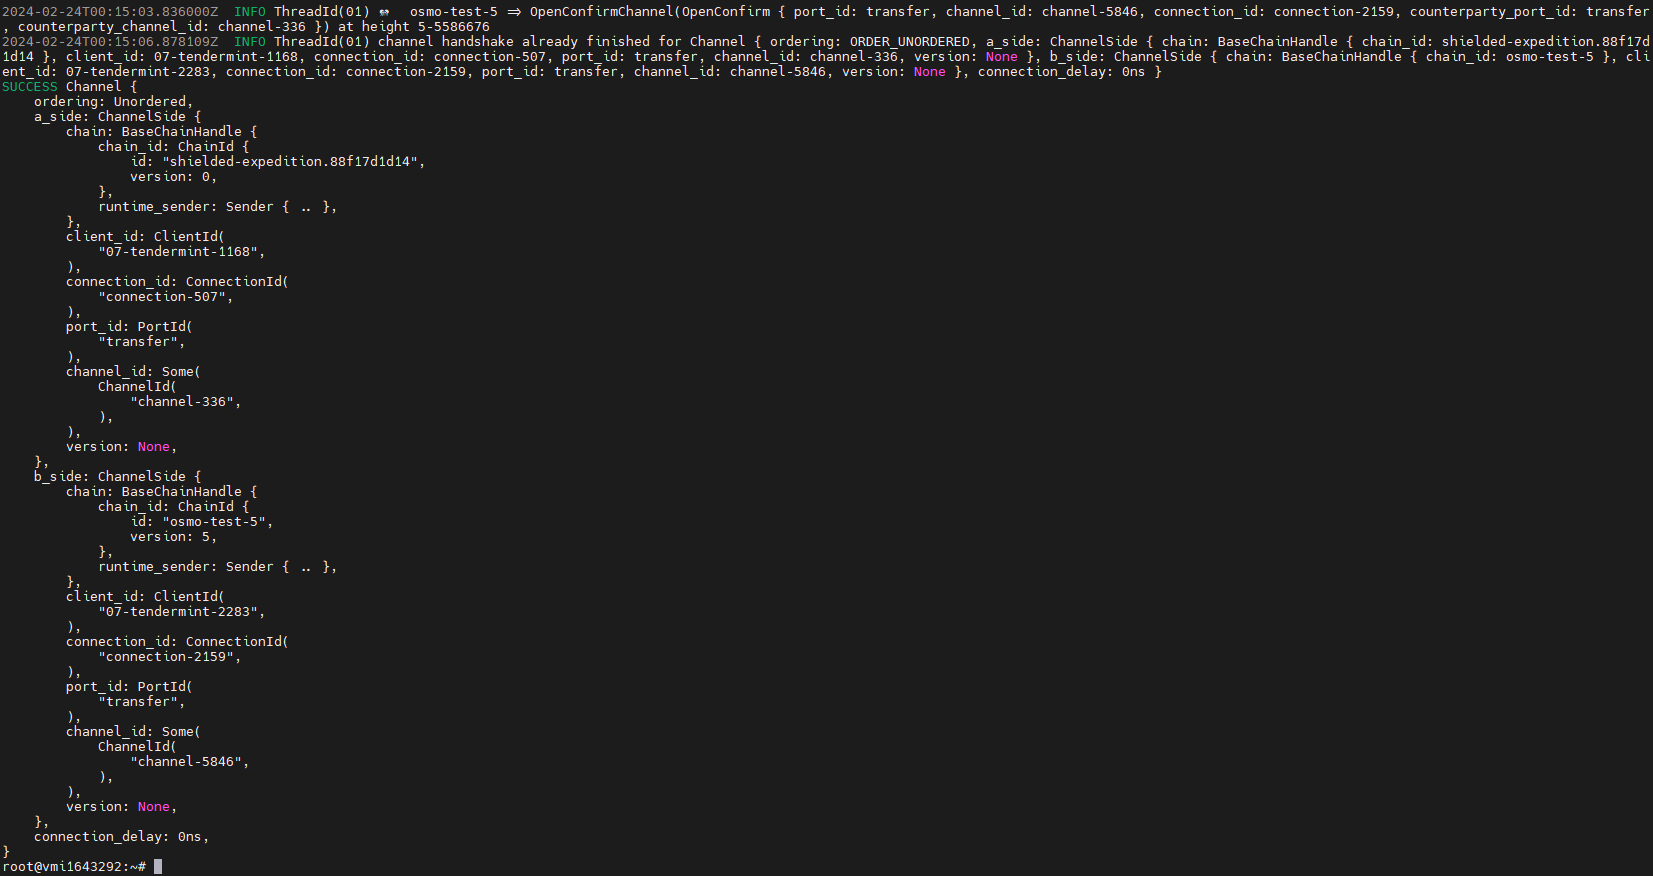 2024-02-24T00:15:03.836000Z  INFO ThreadId(01) 🎊  osmo-test-5 => OpenConfirmChannel(OpenConfirm { port_id: transfer, channel_id: channel-5846, connection_id: connection-2159, counterparty_port_id: transfer
, counterparty_channel_id: channel-336 }) at height 5-5586676
2024-02-24T00:15:06.878109Z  INFO ThreadId(01) channel handshake already finished for Channel { ordering: ORDER_UNORDERED, a_side: ChannelSide { chain: BaseChainHandle { chain_id: shielded-expedition.88f17d
1d14 }, client_id: 07-tendermint-1168, connection_id: connection-507, port_id: transfer, channel_id: channel-336, version: None }, b_side: ChannelSide { chain: BaseChainHandle { chain_id: osmo-test-5 }, cli
ent_id: 07-tendermint-2283, connection_id: connection-2159, port_id: transfer, channel_id: channel-5846, version: None }, connection_delay: 0ns }
SUCCESS Channel {
    ordering: Unordered,
    a_side: ChannelSide {
        chain: BaseChainHandle {
            chain_id: ChainId {
                id: "shielded-expedition.88f17d1d14",
                version: 0,
            },
            runtime_sender: Sender { .. },
        },
        client_id: ClientId(
            "07-tendermint-1168",
        ),
        connection_id: ConnectionId(
            "connection-507",
        ),
        port_id: PortId(
            "transfer",
        ),
        channel_id: Some(
            ChannelId(
                "channel-336",
            ),
        ),
        version: None,
    },
    b_side: ChannelSide {
        chain: BaseChainHandle {
            chain_id: ChainId {
                id: "osmo-test-5",
                version: 5,
            },
            runtime_sender: Sender { .. },
        },
        client_id: ClientId(
            "07-tendermint-2283",
        ),
        connection_id: ConnectionId(
            "connection-2159",
        ),
        port_id: PortId(
            "transfer",
        ),
        channel_id: Some(
            ChannelId(
                "channel-5846",
            ),
        ),
        version: None,
    },
    connection_delay: 0ns,
}
root@vmi1643292:~#